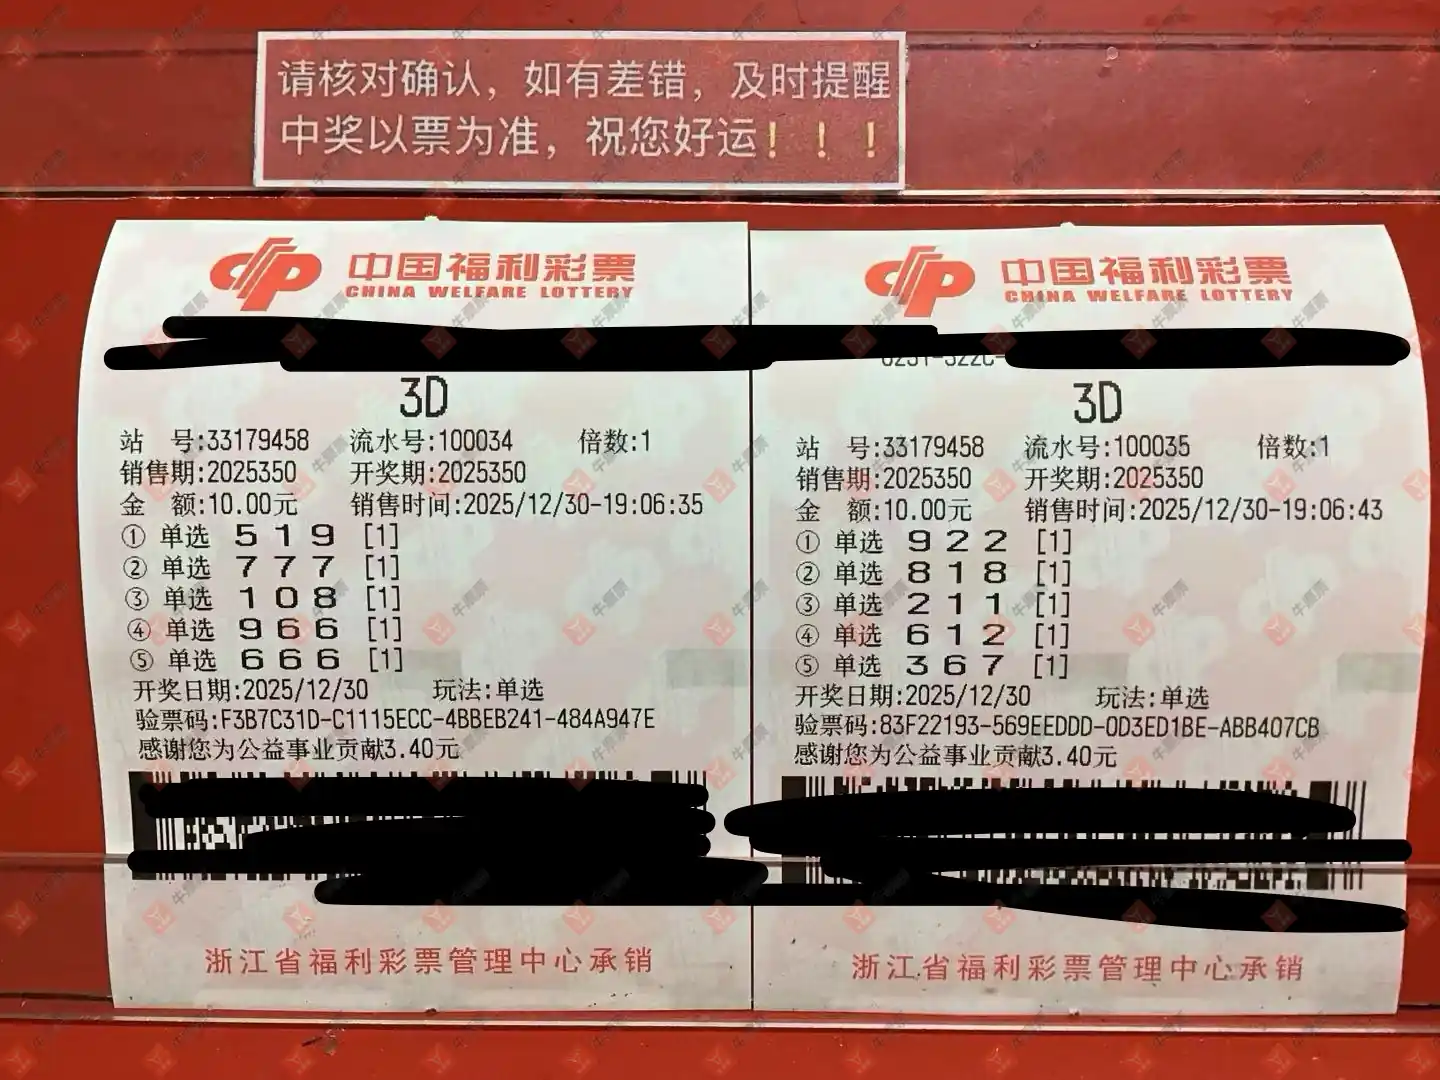 请核对确认，如有差错，及时提醒
中奖以票为准，祝您好运！！！
中国福利彩票
CHINA WELFARE LOTTERY
3D
站 号:33179458 流水号:100034 倍数:1
销售期:2025350 开奖期:2025350
金 额:10.00元 销售时间:2025/12/30-19:06:35
① 单选 5 1 9 [1]
② 单选 7 7 7 [1]
③ 单选 1 0 8 [1]
④ 单选 9 6 6 [1]
⑤ 单选 6 6 6 [1]
开奖日期:2025/12/30 玩法:单选
验票码:F3B7C31D-C1115ECC-4BBEB241-484A947E
感谢您为公益事业贡献3.40元
浙江省福利彩票管理中心承销
中国福利彩票
CHINA WELFARE LOTTERY
3D
站 号:33179458 流水号:100035 倍数:1
销售期:2025350 开奖期:2025350
金 额:10.00元 销售时间:2025/12/30-19:06:43
① 单选 9 2 2 [1]
② 单选 8 1 8 [1]
③ 单选 2 1 1 [1]
④ 单选 6 1 2 [1]
⑤ 单选 3 6 7 [1]
开奖日期:2025/12/30 玩法:单选
验票码:83F22193-569EEDDD-0D3ED1BE-ABB407CB
感谢您为公益事业贡献3.40元
浙江省福利彩票管理中心承销